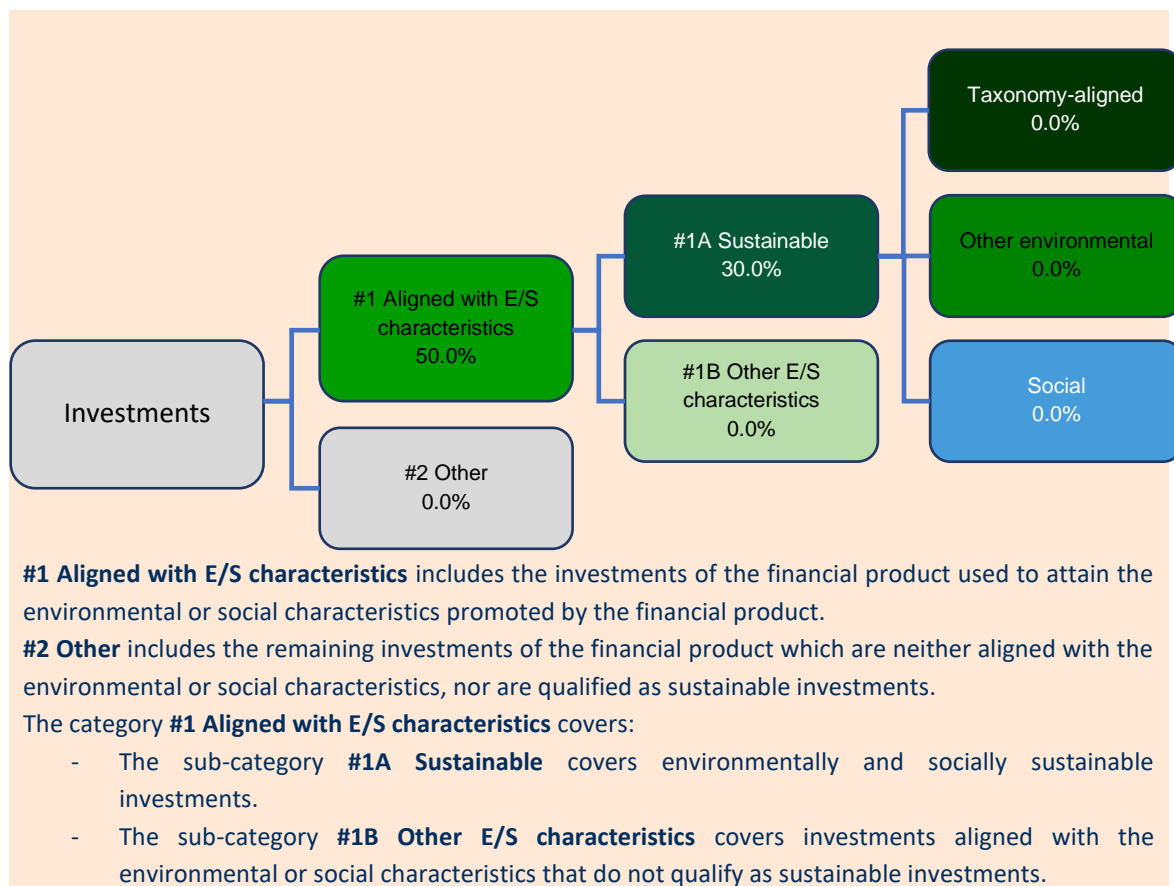 Taxonomy-aligned
0.0%
#1A Sustainable
30.0%
Other environmental
0.0%
#1 Aligned with E/S
characteristics
50.0%
#1B Other E/S
characteristics
0.0%
Social
0.0%
Investments
#2 Other
0.0%
#1 Aligned with E/S characteristics includes the investments of the financial product used to attain the
environmental or social characteristics promoted by the financial product.
#2 Other includes the remaining investments of the financial product which are neither aligned with the
environmental or social characteristics, nor are qualified as sustainable investments.
The category #1 Aligned with E/S characteristics covers:
- The sub-category #1A Sustainable covers environmentally and socially sustainable
investments.
- The sub-category #1B Other E/S characteristics covers investments aligned with the
environmental or social characteristics that do not qualify as sustainable investments.